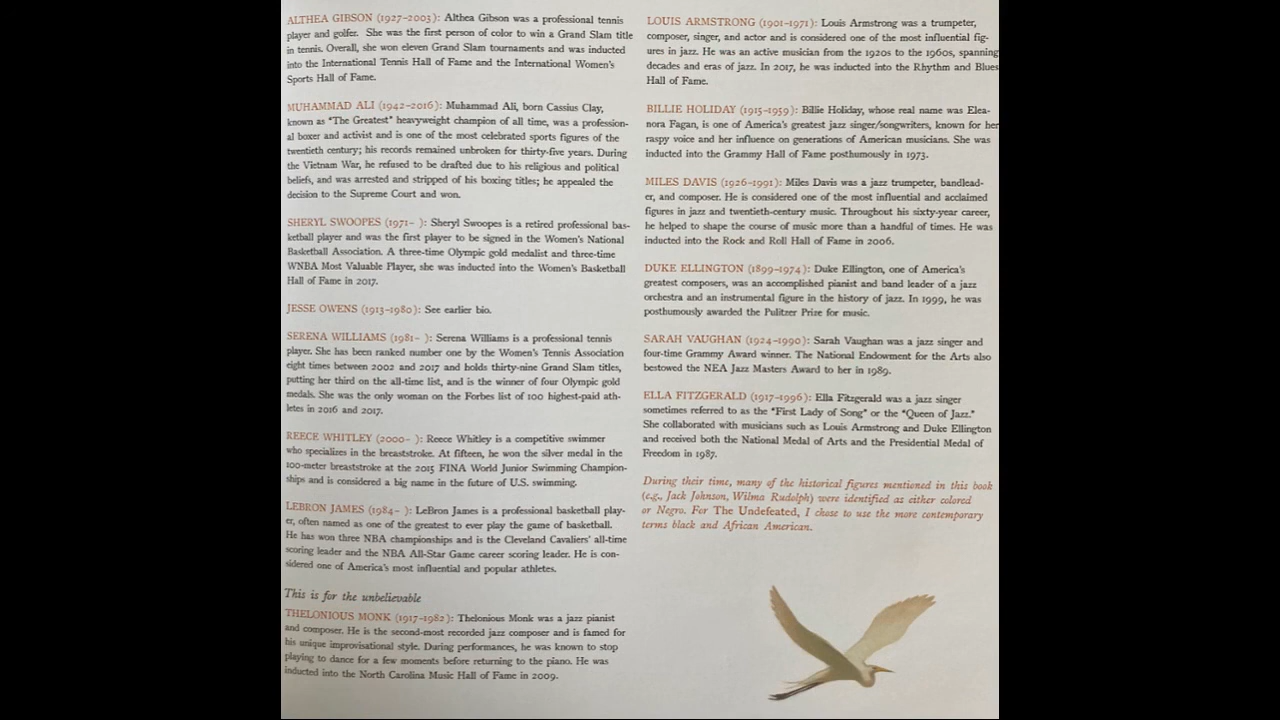 ALTHEA GIBSON (1927–2003): Althea Gibson was a professional tennis
player and golfer. She was the first person of color to win a Grand Slam title
in tennis. Overall, she won eleven Grand Slam tournaments and was inducted
into the International Tennis Hall of Fame and the International Women's
Sports Hall of Fame.
MUHAMMAD ALI (1942–2016): Muhammad Ali, born Cassius Clay,
known as "The Greatest" heavyweight champion of all time, was a profession-
al boxer and activist and is one of the most celebrated sports figures of the
twentieth century; his records remained unbroken for thirty-five years. During
the Vietnam War, he refused to be drafted due to his religious and political
beliefs, and was arrested and stripped of his boxing titles; he appealed the
decision to the Supreme Court and won.
SHERYL SWOOPES (1971– ): Sheryl Swoopes is a retired professional bas-
ketball player and was the first player to be signed in the Women's National
Basketball Association. A three-time Olympic gold medalist and three-time
WNBA Most Valuable Player, she was inducted into the Women's Basketball
Hall of Fame in 2017.
JESSE OWENS (1913–1980): See earlier bio.
SERENA WILLIAMS (1981– ): Serena Williams is a professional tennis
player. She has been ranked number one by the Women's Tennis Association
eight times between 2002 and 2017 and holds thirty-nine Grand Slam titles,
putting her third on the all-time list, and is the winner of four Olympic gold
medals. She was the only woman on the Forbes list of 100 highest-paid ath-
letes in 2016 and 2017.
REECE WHITLEY (2000– ): Reece Whitley is a competitive swimmer
who specializes in the breaststroke. At fifteen, he won the silver medal in the
100-meter breaststroke at the 2015 FINA World Junior Swimming Champion-
ships and is considered a big name in the future of U.S. swimming.
LEBRON JAMES (1984– ): LeBron James is a professional basketball play-
er, often named as one of the greatest to ever play the game of basketball.
He has won three NBA championships and is the Cleveland Cavaliers' all-time
scoring leader and the NBA All-Star Game career scoring leader. He is con-
sidered one of America's most influential and popular athletes.
This is for the unbelievable
THELONIOUS MONK (1917–1982): Thelonious Monk was a jazz pianist
and composer. He is the second-most recorded jazz composer and is famed for
his unique improvisational style. During performances, he was known to stop
playing to dance for a few moments before returning to the piano. He was
inducted into the North Carolina Music Hall of Fame in 2009.
LOUIS ARMSTRONG (1901–1971): Louis Armstrong was a trumpeter,
composer, singer, and actor and is considered one of the most influential fig-
ures in jazz. He was an active musician from the 1920s to the 1960s, spanning
decades and eras of jazz. In 2017, he was inducted into the Rhythm and Blues
Hall of Fame.
BILLIE HOLIDAY (1915–1959): Billie Holiday, whose real name was Elea-
nora Fagan, is one of America's greatest jazz singer/songwriters, known for her
raspy voice and her influence on generations of American musicians. She was
inducted into the Grammy Hall of Fame posthumously in 1973.
MILES DAVIS (1926–1991): Miles Davis was a jazz trumpeter, bandlead-
er, and composer. He is considered one of the most influential and acclaimed
figures in jazz and twentieth-century music. Throughout his sixty-year career,
he helped to shape the course of music more than a handful of times. He was
inducted into the Rock and Roll Hall of Fame in 2006.
DUKE ELLINGTON (1899–1974): Duke Ellington, one of America's
greatest composers, was an accomplished pianist and band leader of a jazz
orchestra and an instrumental figure in the history of jazz. In 1999, he was
posthumously awarded the Pulitzer Prize for music.
SARAH VAUGHAN (1924–1990): Sarah Vaughan was a jazz singer and
four-time Grammy Award winner. The National Endowment for the Arts also
bestowed the NEA Jazz Masters Award to her in 1989.
ELLA FITZGERALD (1917–1996): Ella Fitzgerald was a jazz singer
sometimes referred to as the "First Lady of Song" or the "Queen of Jazz."
She collaborated with musicians such as Louis Armstrong and Duke Ellington
and received both the National Medal of Arts and the Presidential Medal of
Freedom in 1987.
During their time, many of the historical figures mentioned in this book
(e.g., Jack Johnson, Wilma Rudolph) were identified as either colored
or Negro. For The Undefeated, I chose to use the more contemporary
terms black and African American.